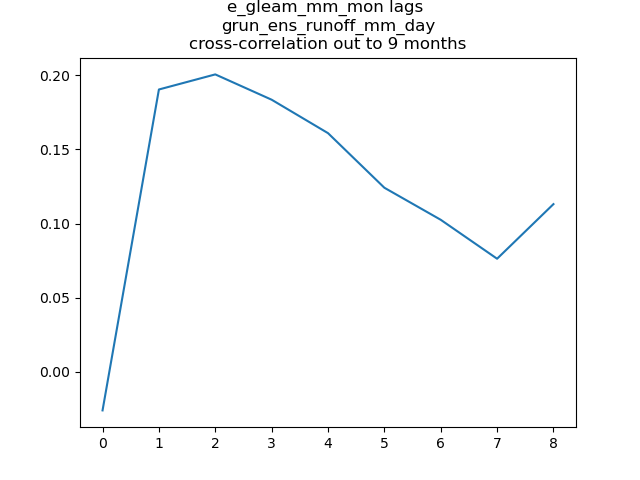 e_gleam_mm_mon lags
grun_ens_runoff_mm_day
cross-correlation out to 9 months
0.20
0.15
0.10
0.05
0.00
0 1 2 3 4 5 6 7 8